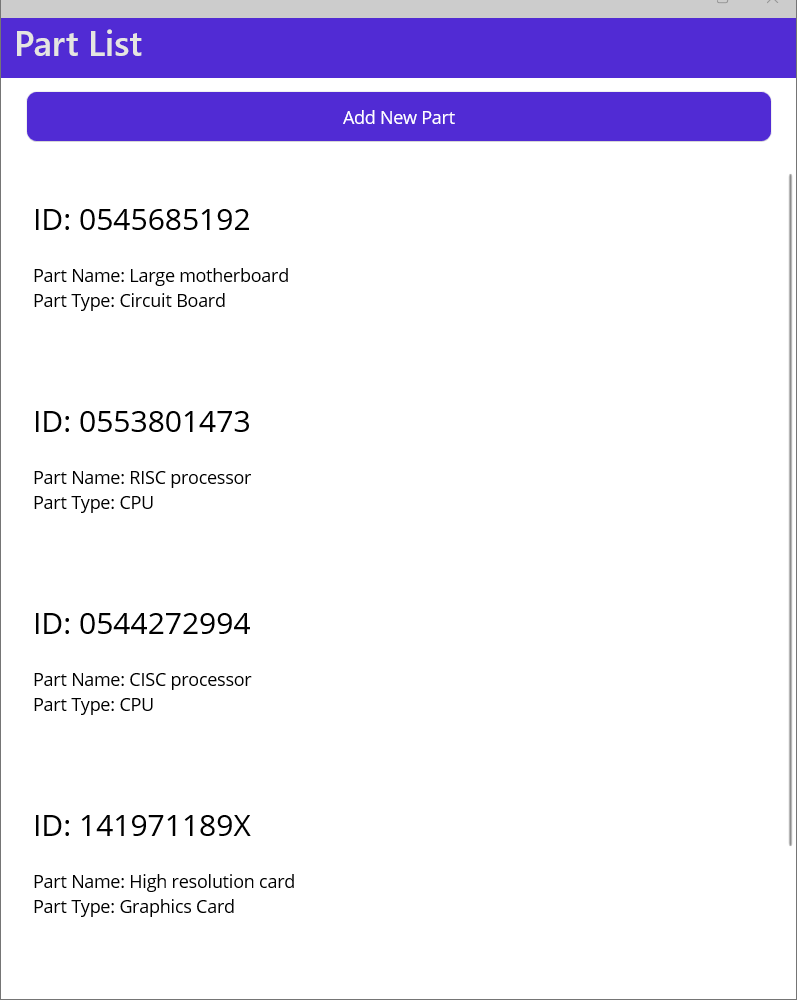 Part List
Add New Part
ID: 0545685192
Part Name: Large motherboard
Part Type: Circuit Board
ID: 0553801473
Part Name: RISC processor
Part Type: CPU
ID: 0544272994
Part Name: CISC processor
Part Type: CPU
ID: 141971189X
Part Name: High resolution card
Part Type: Graphics Card